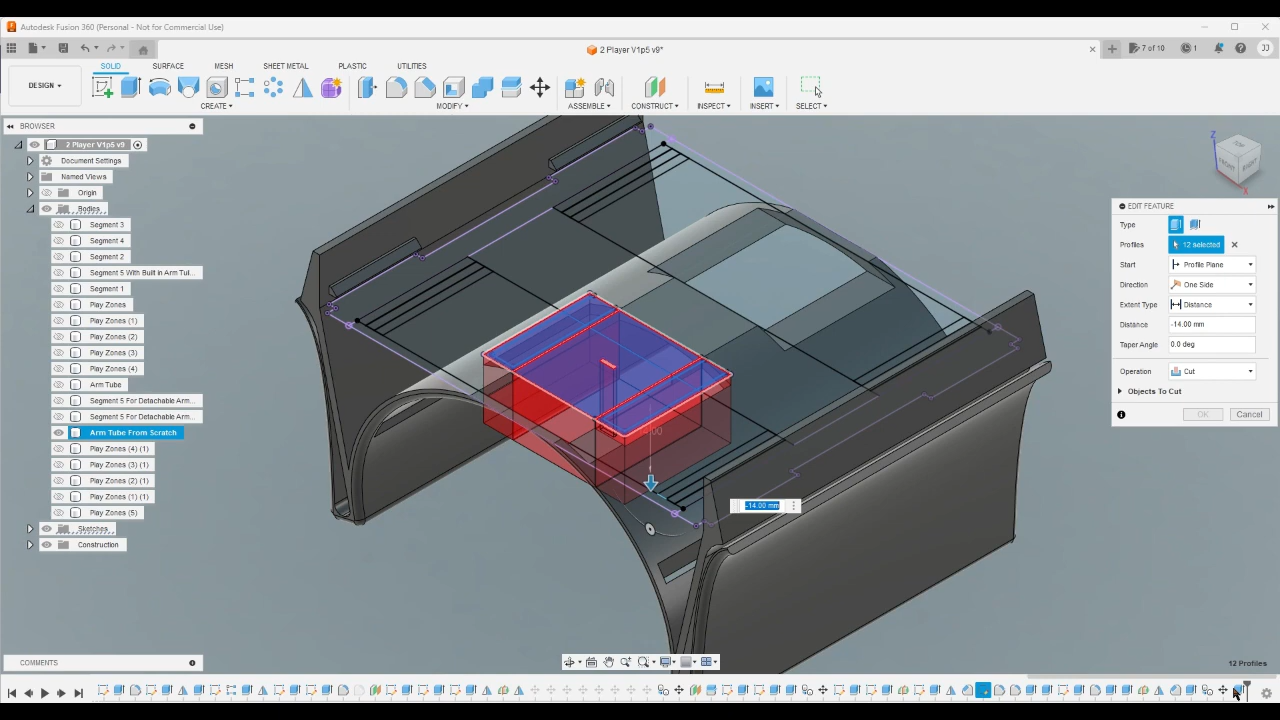 Autodesk Fusion 360 (Personal - Not for Commercial Use)
2 Player V1p5 v9*
7 of 10
1
JJ
SOLID SURFACE MESH SHEET METAL PLASTIC UTILITIES
DESIGN
CREATE MODIFY ASSEMBLE CONSTRUCT INSPECT INSERT SELECT
BROWSER
2 Player V1p5 v9
Document Settings
Named Views
Origin
Bodies
Segment 3
Segment 4
Segment 2
Segment 5 With Built in Arm Tul...
Segment 1
Play Zones
Play Zones (1)
Play Zones (2)
Play Zones (3)
Play Zones (4)
Arm Tube
Segment 5 For Detachable Arm...
Segment 5 For Detachable Arm...
Arm Tube From Scratch
Play Zones (4) (1)
Play Zones (3) (1)
Play Zones (2) (1)
Play Zones (1) (1)
Play Zones (5)
Sketches
Construction
Z
FRONT RIGHT
X
EDIT FEATURE
Type
Profiles 12 selected
Start Profile Plane
Direction One Side
Extent Type Distance
Distance -14.00 mm
Taper Angle 0.0 deg
Operation Cut
Objects To Cut
OK Cancel
-14.00 mm
COMMENTS
12 Profiles